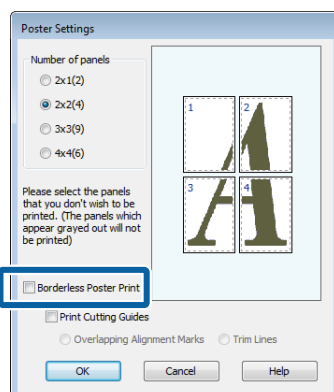 Poster Settings
Number of panels
2x1(2)
2x2(4)
3x3(9)
4x4(6)
1 2
3 4
Please select the panels
that you don't wish to be
printed. (The panels which
appear grayed out will not
be printed)
Borderless Poster Print
Print Cutting Guides
Overlapping Alignment Marks Trim Lines
OK Cancel Help